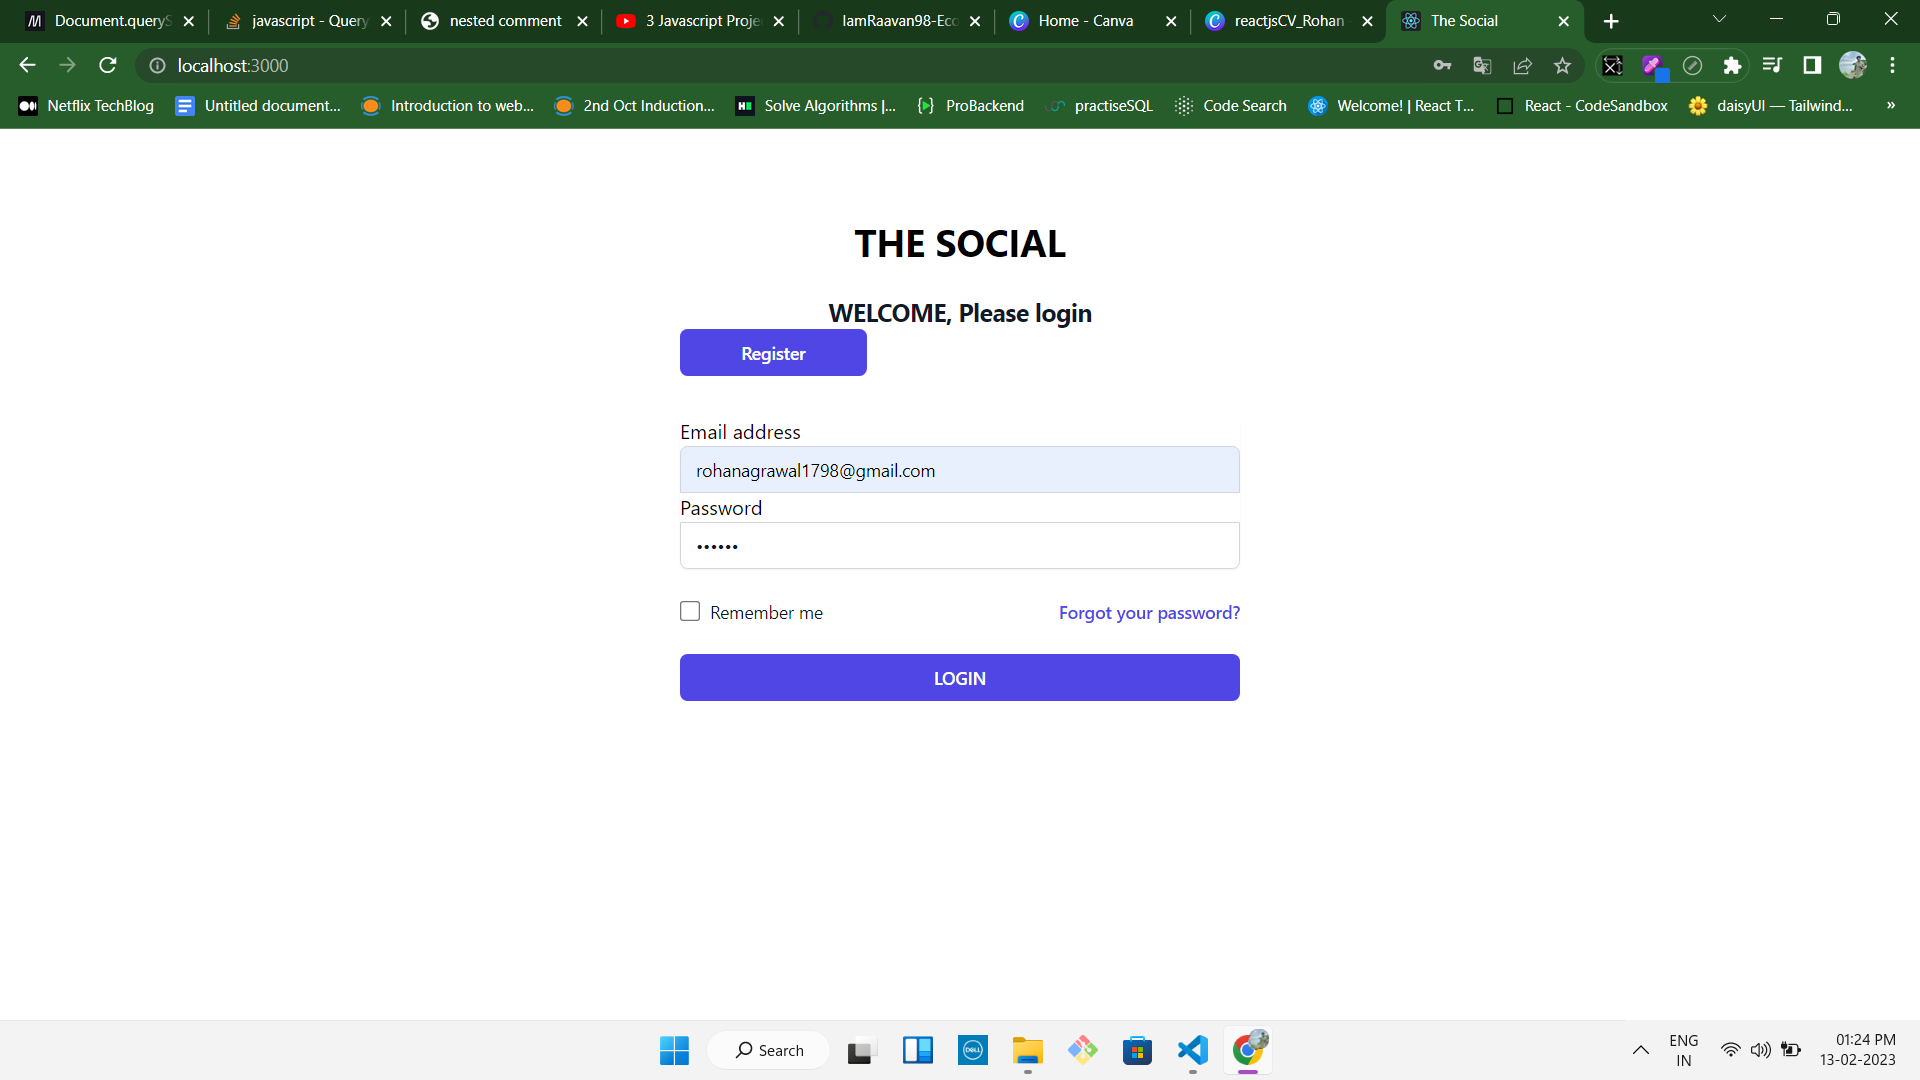 Document.queryS
javascript - Query
nested comment
3 Javascript Proje
IamRaavan98-Eco
Home - Canva
reactjsCV_Rohan
The Social
localhost:3000
Netflix TechBlog
Untitled document...
Introduction to web...
2nd Oct Induction...
Solve Algorithms |...
ProBackend
practiseSQL
Code Search
Welcome! | React T...
React - CodeSandbox
daisyUI — Tailwind...
»
THE SOCIAL
WELCOME, Please login
Register
Email address
rohanagrawal1798@gmail.com
Password
••••••
Remember me
Forgot your password?
LOGIN
Search
DELL
ENG
IN
01:24 PM
13-02-2023